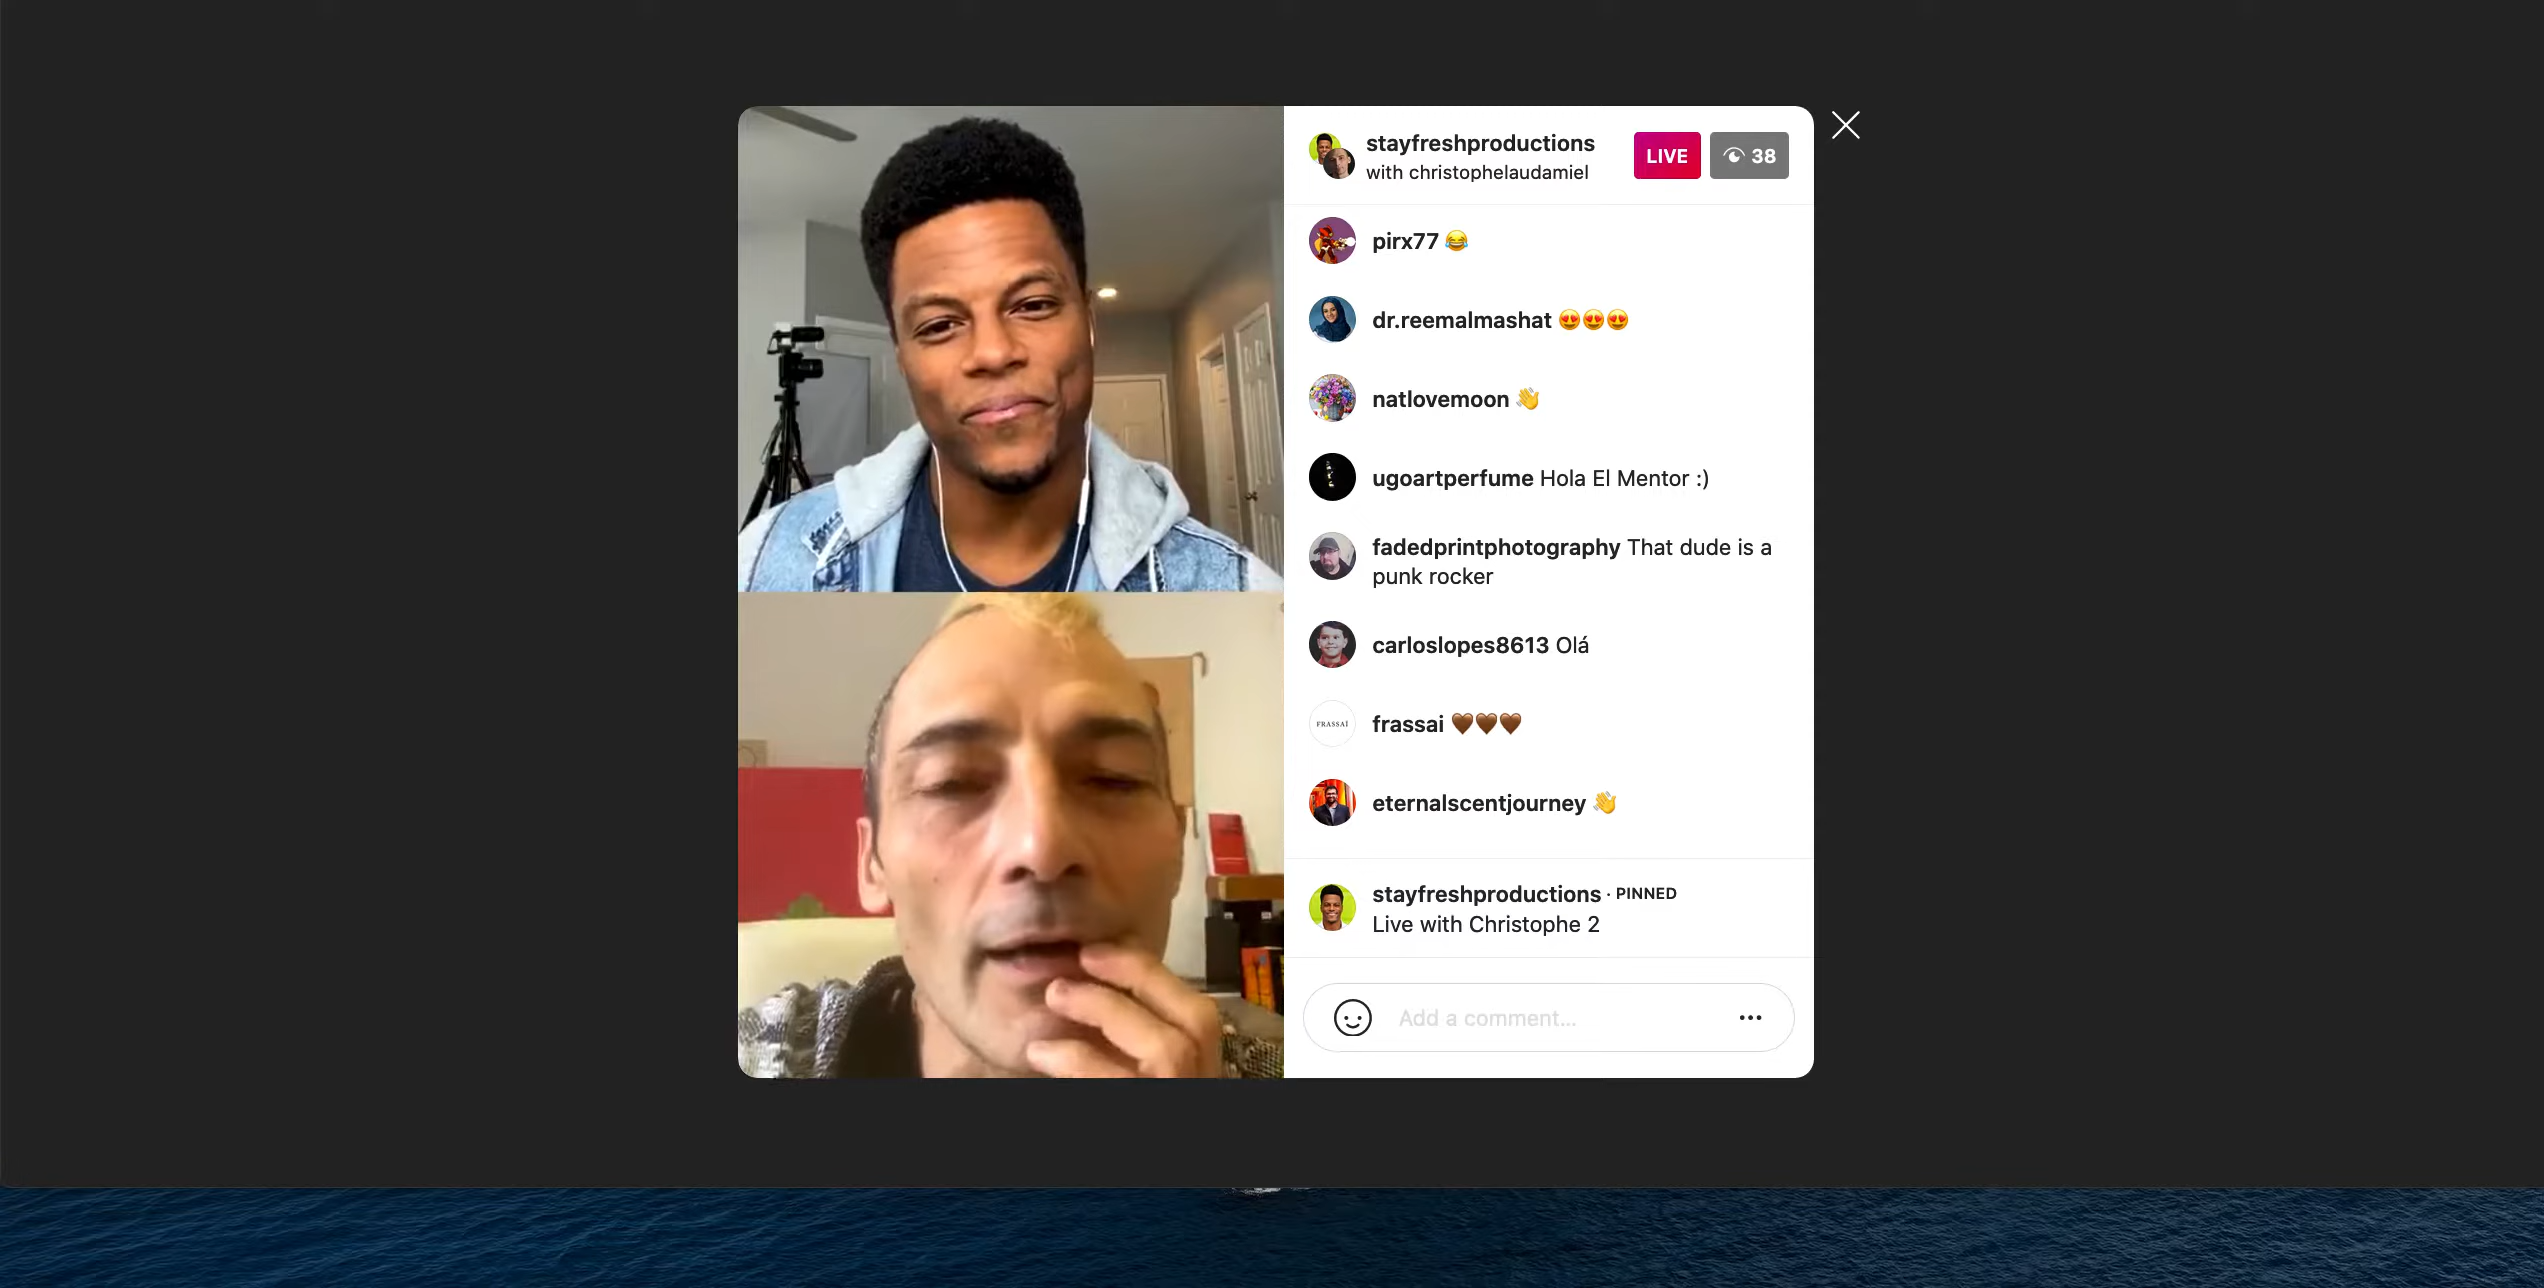 stayfreshproductions
with christophelaudamiel
LIVE
38
pirx77 😂
dr.reemalmashat 😍😍😍
natlovemoon 👋
ugoartperfume Hola El Mentor :)
fadedprintphotography That dude is a
punk rocker
carloslopes8613 Olá
FRASSAÏ
frassai 🤎🤎🤎
eternalscentjourney 👋
stayfreshproductions · PINNED
Live with Christophe 2
Add a comment...